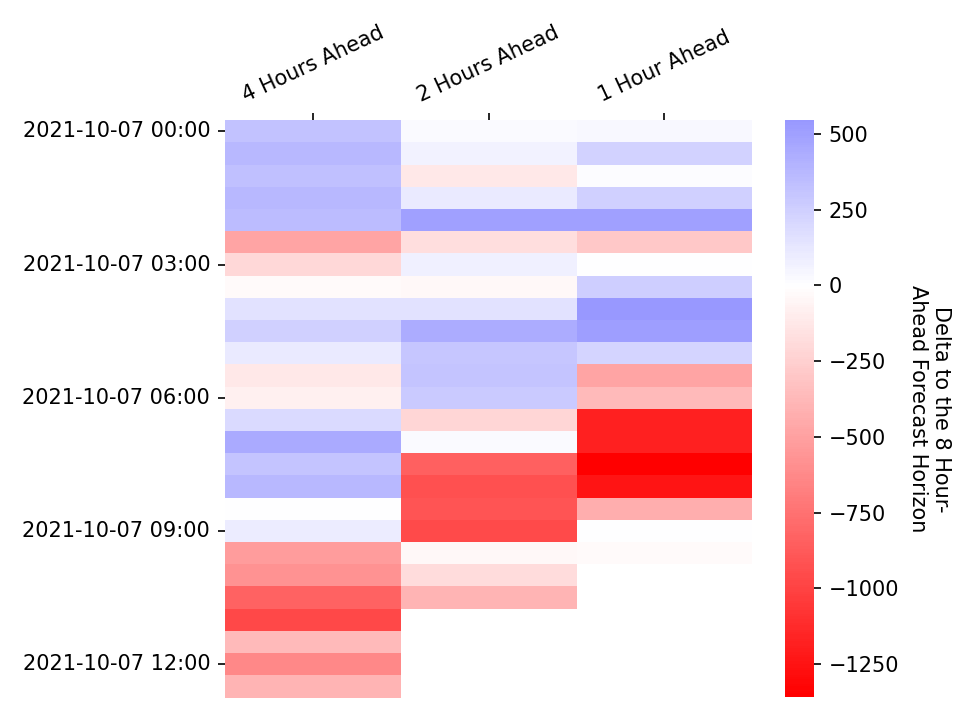 4 Hours Ahead
2 Hours Ahead
1 Hour Ahead
2021-10-07 00:00
2021-10-07 03:00
2021-10-07 06:00
2021-10-07 09:00
2021-10-07 12:00
500
250
0
−250
−500
−750
−1000
−1250
Delta to the 8 Hour-
Ahead Forecast Horizon